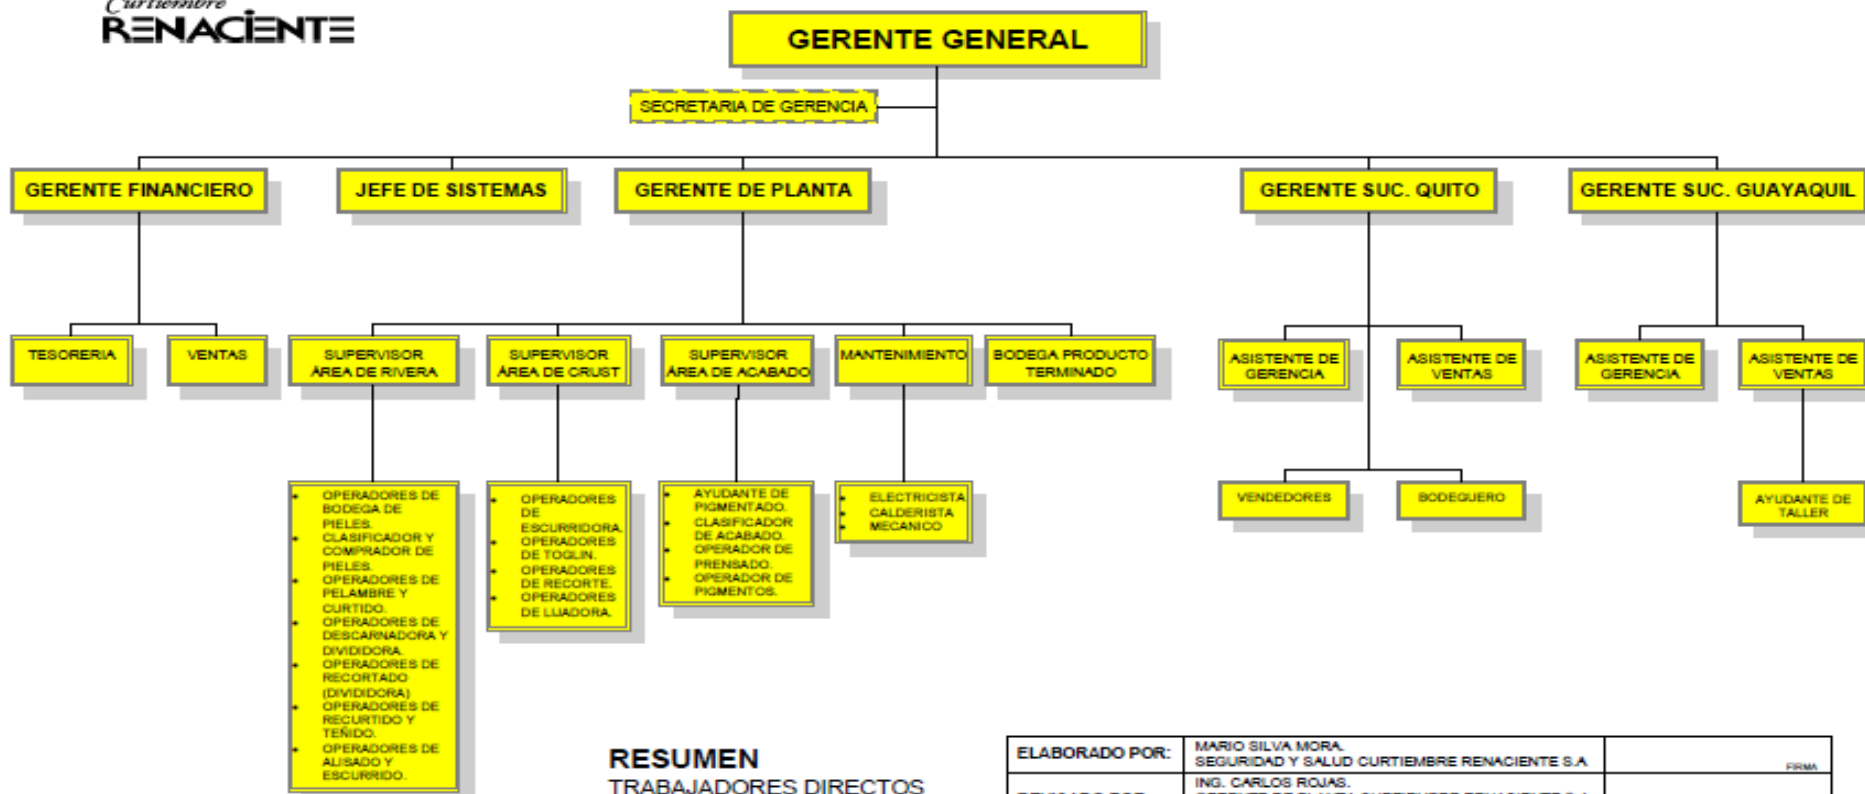 Curtiembre
RENACIENTE
GERENTE GENERAL
SECRETARIA DE GERENCIA
GERENTE FINANCIERO
JEFE DE SISTEMAS
GERENTE DE PLANTA
GERENTE SUC. QUITO
GERENTE SUC. GUAYAQUIL
TESORERIA
VENTAS
SUPERVISOR
ÁREA DE RIVERA
SUPERVISOR
ÁREA DE CRUST
SUPERVISOR
ÁREA DE ACABADO
MANTENIMIENTO
BODEGA PRODUCTO
TERMINADO
ASISTENTE DE
GERENCIA
ASISTENTE DE
VENTAS
ASISTENTE DE
GERENCIA
ASISTENTE DE
VENTAS
• OPERADORES DE
BODEGA DE
PIELES.
• CLASIFICADOR Y
COMPRADOR DE
PIELES.
• OPERADORES DE
PELAMBRE Y
CURTIDO.
• OPERADORES DE
DESCARNADORA Y
DIVIDIDORA.
• OPERADORES DE
RECORTADO
(DIVIDIDORA)
• OPERADORES DE
RECURTIDO Y
TEÑIDO.
• OPERADORES DE
ALISADO Y
ESCURRIDO.
• OPERADORES
DE
ESCURRIDORA.
• OPERADORES
DE TOGLIN.
• OPERADORES
DE RECORTE.
• OPERADORES
DE LIJADORA.
• AYUDANTE DE
PIGMENTADO.
• CLASIFICADOR
DE ACABADO.
• OPERADOR DE
PRENSADO.
• OPERADOR DE
PIGMENTOS.
• ELECTRICISTA
• CALDERISTA
• MECANICO
VENDEDORES
BODEGUERO
AYUDANTE DE
TALLER
RESUMEN
TRABAJADORES DIRECTOS
ELABORADO POR:
MARIO SILVA MORA.
SEGURIDAD Y SALUD CURTIEMBRE RENACIENTE S.A
FIRMA
ING. CARLOS ROJAS.